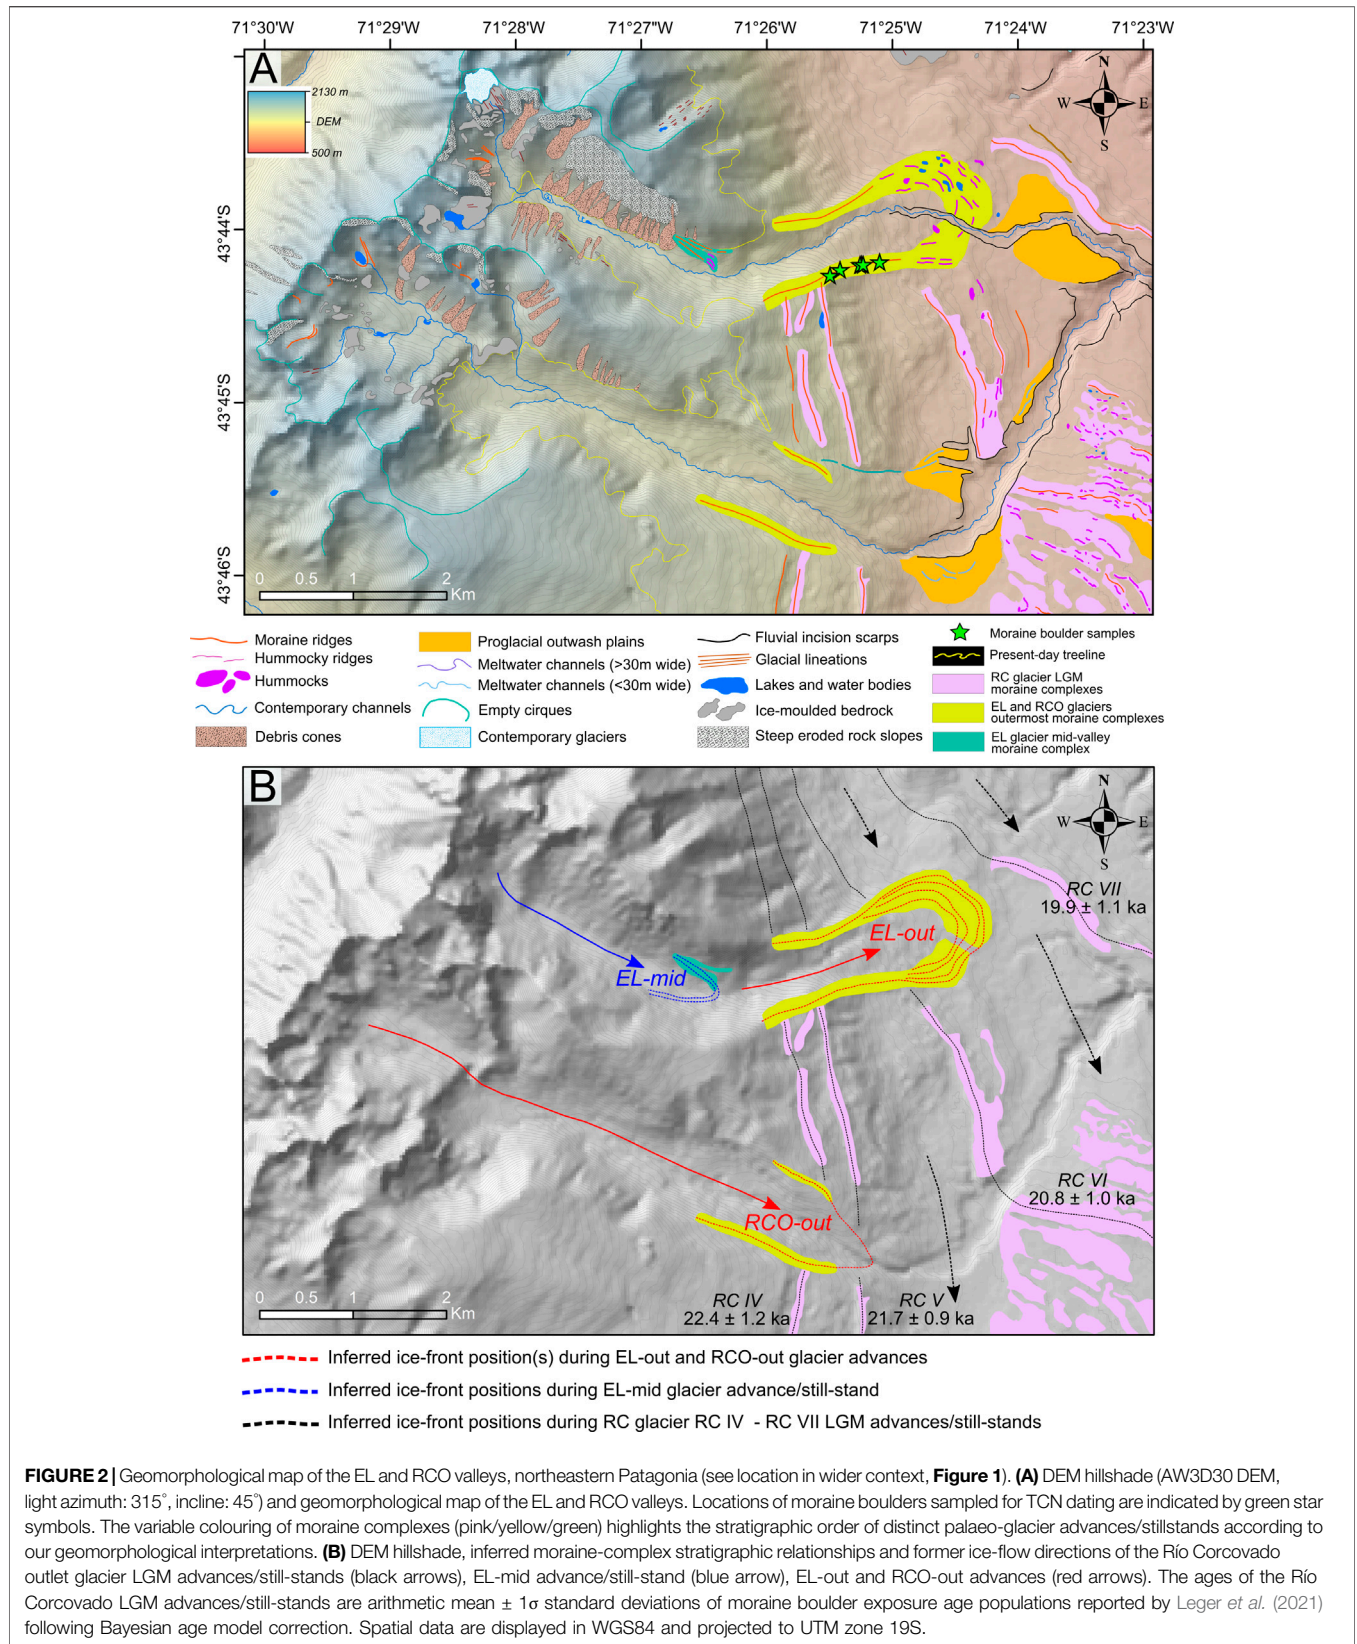 71°30'W 71°29'W 71°28'W 71°27'W 71°26'W 71°25'W 71°24'W 71°23'W
A
2130 m
DEM
500 m
N
W E
S
43°44'S
43°45'S
43°46'S
0 0.5 1 2
Km
Moraine ridges
Hummocky ridges
Hummocks
Contemporary channels
Debris cones
Proglacial outwash plains
Meltwater channels (>30m wide)
Meltwater channels (<30m wide)
Empty cirques
Contemporary glaciers
Fluvial incision scarps
Glacial lineations
Lakes and water bodies
Ice-moulded bedrock
Steep eroded rock slopes
Moraine boulder samples
Present-day treeline
RC glacier LGM
moraine complexes
EL and RCO glaciers
outermost moraine complexes
EL glacier mid-valley
moraine complex
B
N
W E
S
RC VII
19.9 ± 1.1 ka
EL-out
EL-mid
RC VI
20.8 ± 1.0 ka
RCO-out
RC IV
22.4 ± 1.2 ka
RC V
21.7 ± 0.9 ka
0 0.5 1 2
Km
Inferred ice-front position(s) during EL-out and RCO-out glacier advances
Inferred ice-front positions during EL-mid glacier advance/still-stand
Inferred ice-front positions during RC glacier RC IV - RC VII LGM advances/still-stands
FIGURE 2 | Geomorphological map of the EL and RCO valleys, northeastern Patagonia (see location in wider context, Figure 1). (A) DEM hillshade (AW3D30 DEM,
light azimuth: 315°, incline: 45°) and geomorphological map of the EL and RCO valleys. Locations of moraine boulders sampled for TCN dating are indicated by green star
symbols. The variable colouring of moraine complexes (pink/yellow/green) highlights the stratigraphic order of distinct palaeo-glacier advances/stillstands according to
our geomorphological interpretations. (B) DEM hillshade, inferred moraine-complex stratigraphic relationships and former ice-flow directions of the Río Corcovado
outlet glacier LGM advances/still-stands (black arrows), EL-mid advance/still-stand (blue arrow), EL-out and RCO-out advances (red arrows). The ages of the Río
Corcovado LGM advances/still-stands are arithmetic mean ± 1σ standard deviations of moraine boulder exposure age populations reported by Leger et al. (2021)
following Bayesian age model correction. Spatial data are displayed in WGS84 and projected to UTM zone 19S.